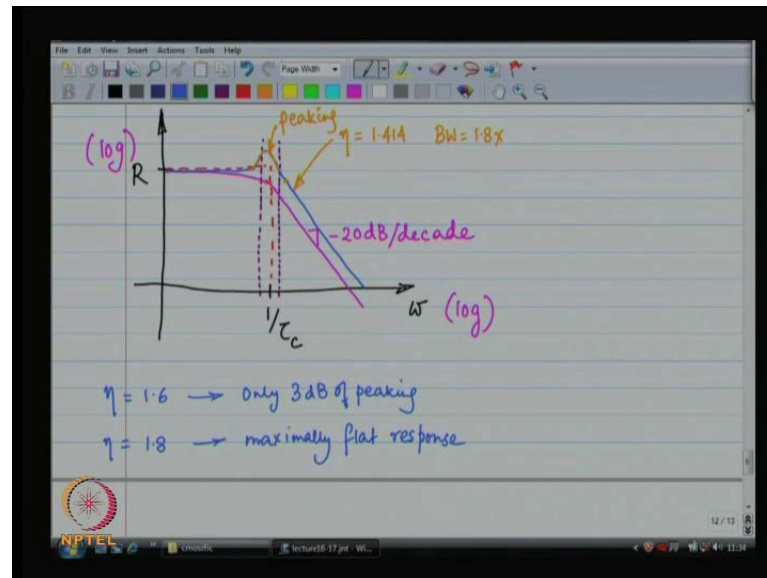 File Edit View Insert Actions Tools Help
Page Width
B I
(log)
R
peaking
η = 1.414 BW = 1.8x
-20dB/decade
1/τc
ω (log)
η = 1.6 → only 3 dB of peaking
η = 1.8 → maximally flat response
12 / 13
NPTEL
cmosrfic
lecture16-17.jnt - Wi...
11:34